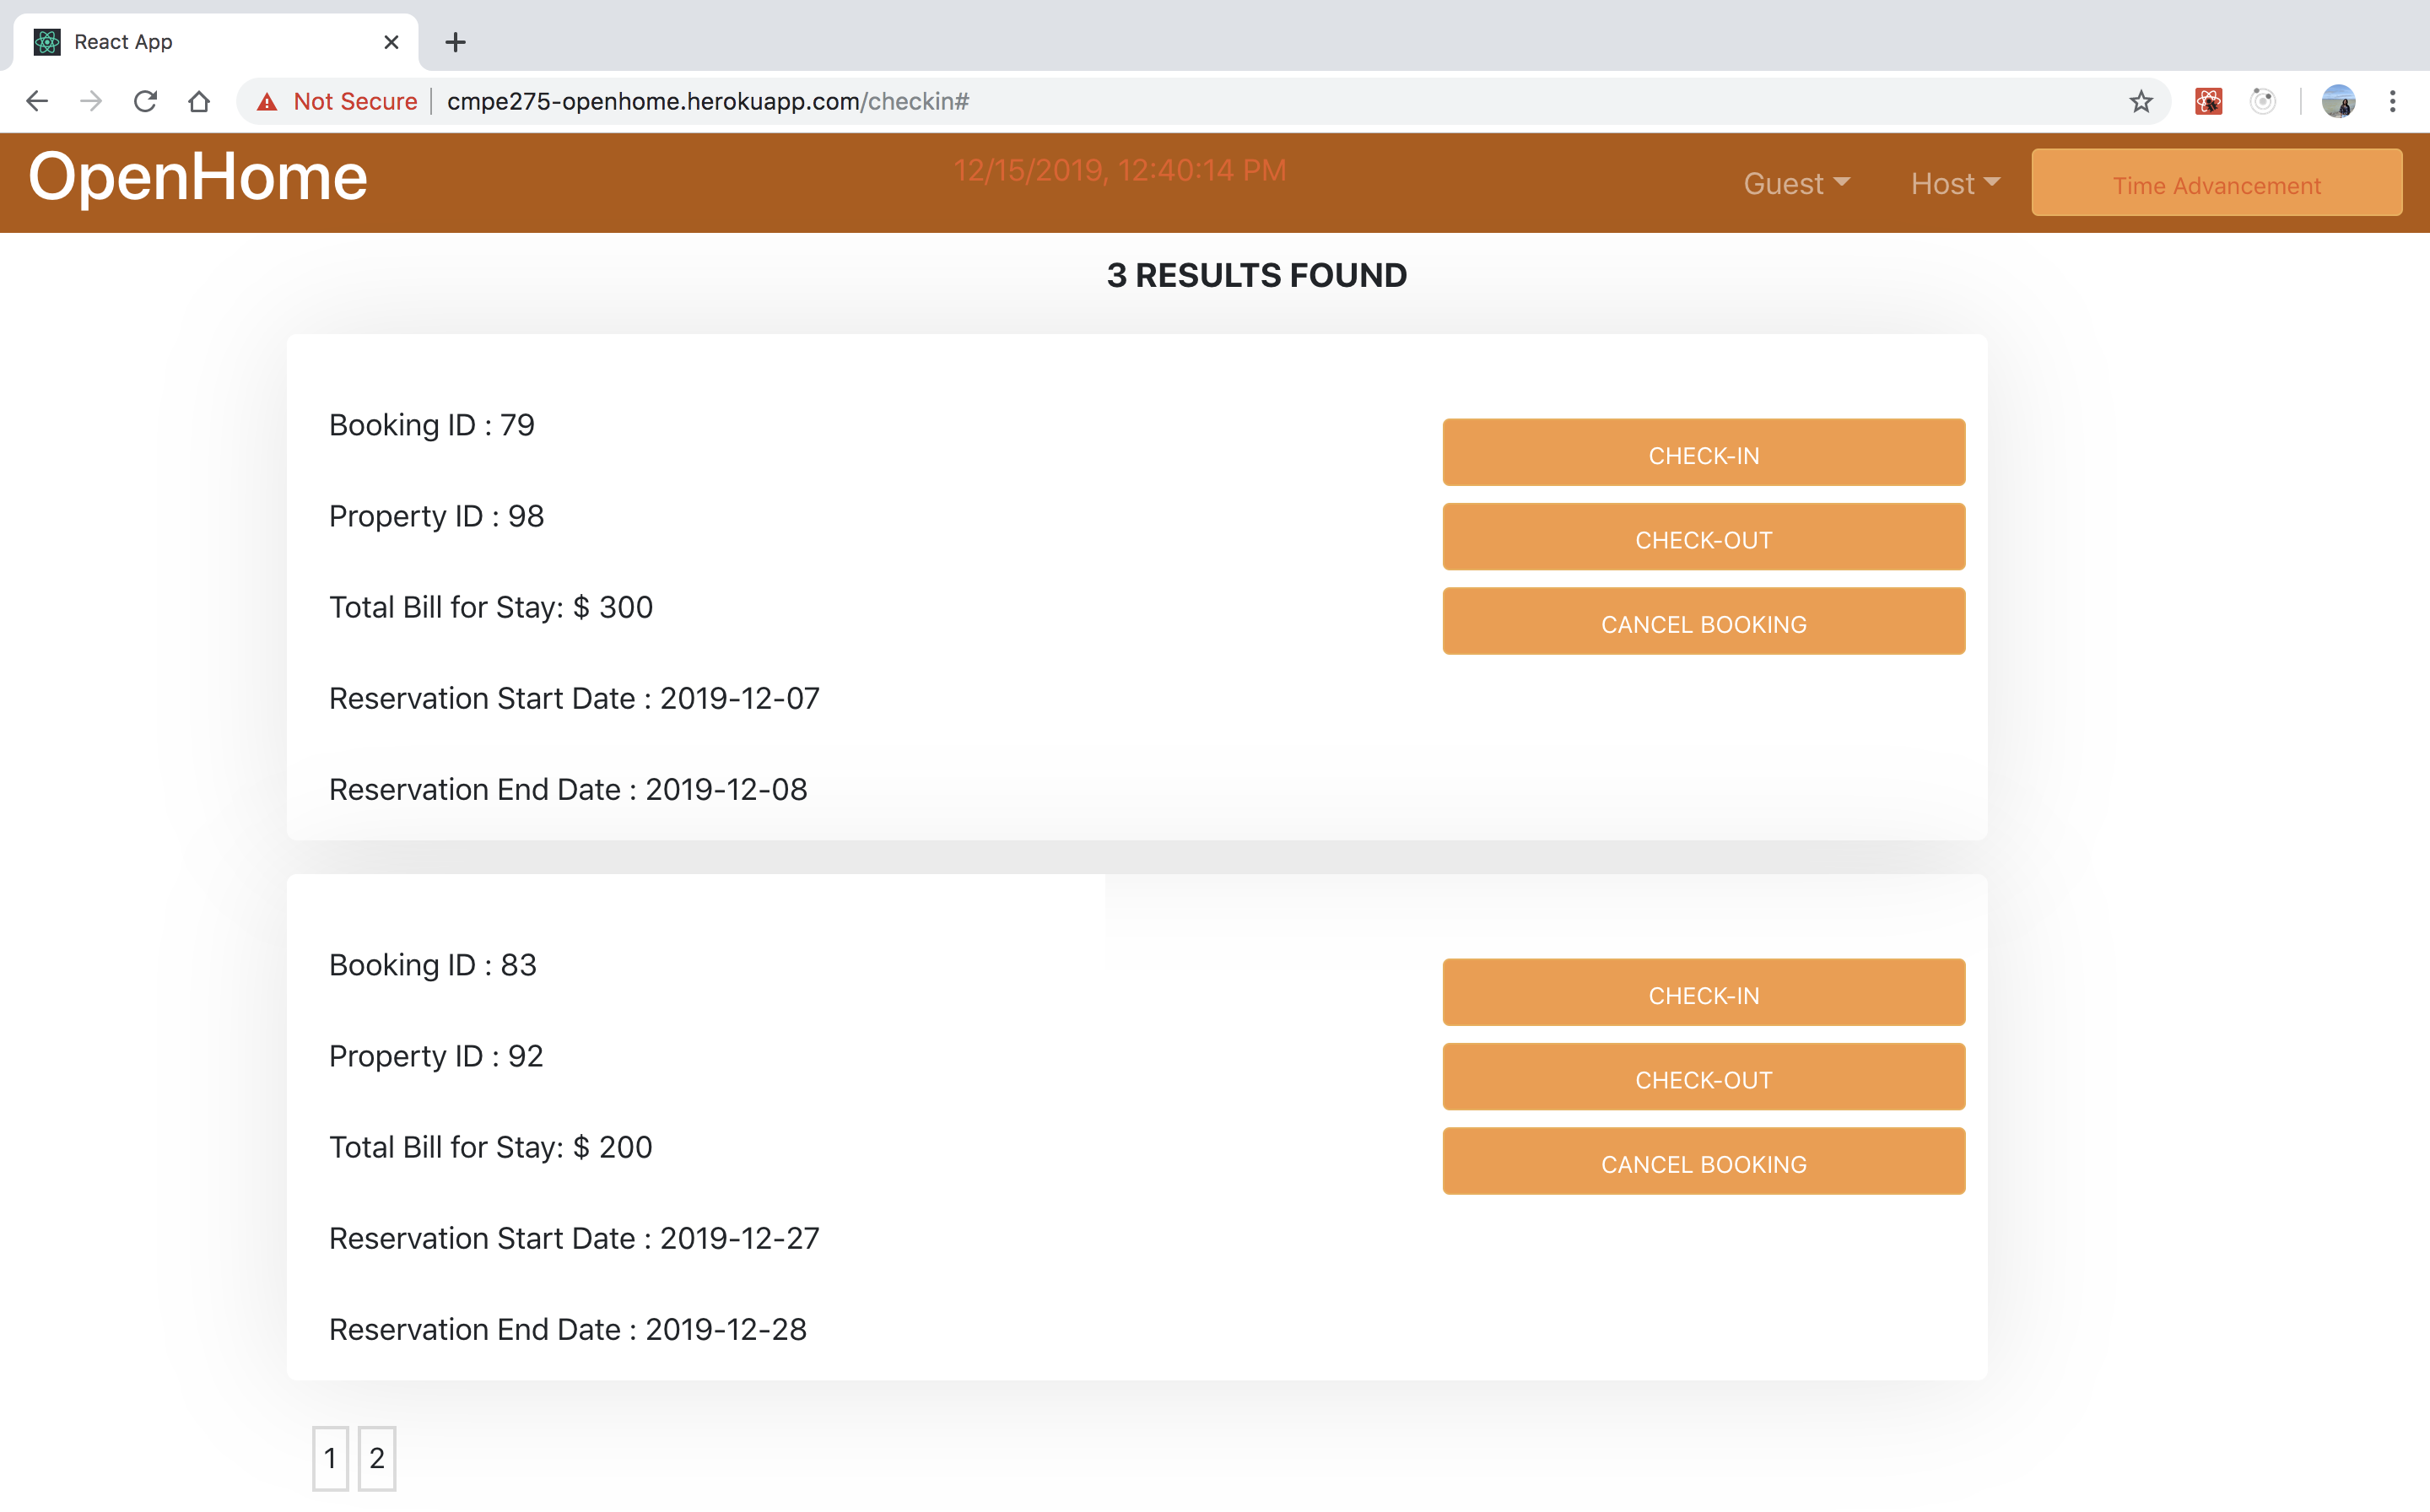 React App
Not Secure cmpe275-openhome.herokuapp.com/checkin#
OpenHome
12/15/2019, 12:40:14 PM
Guest
Host
Time Advancement
3 RESULTS FOUND
Booking ID : 79
Property ID : 98
Total Bill for Stay: $ 300
Reservation Start Date : 2019-12-07
Reservation End Date : 2019-12-08
CHECK-IN
CHECK-OUT
CANCEL BOOKING
Booking ID : 83
Property ID : 92
Total Bill for Stay: $ 200
Reservation Start Date : 2019-12-27
Reservation End Date : 2019-12-28
CHECK-IN
CHECK-OUT
CANCEL BOOKING
1 2